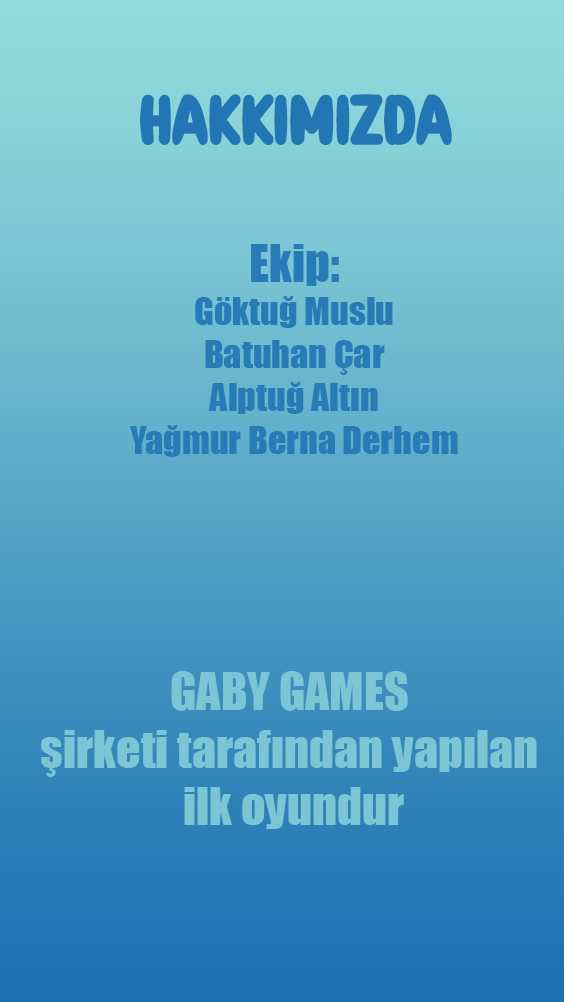 HAKKIMIZDA
Ekip:
Göktuğ Muslu
Batuhan Çar
Alptuğ Altın
Yağmur Berna Derhem
GABY GAMES
şirketi tarafından yapılan
ilk oyundur